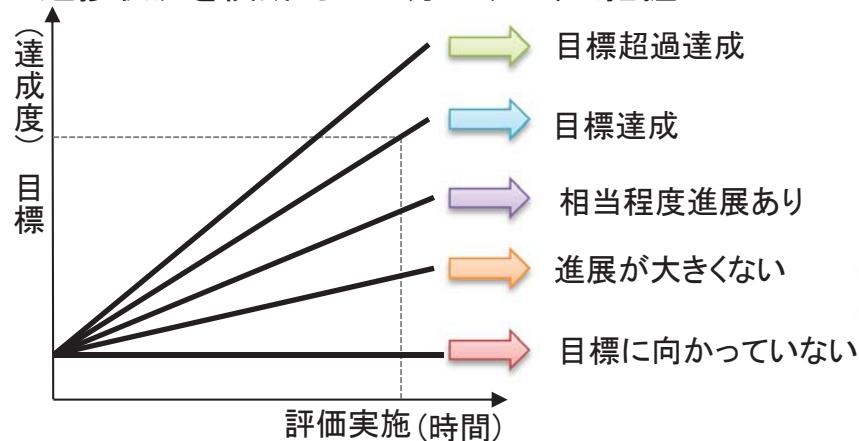 （達成度）
目標
目標超過達成
目標達成
相当程度進展あり
進展が大きくない
目標に向かっていない
評価実施(時間)